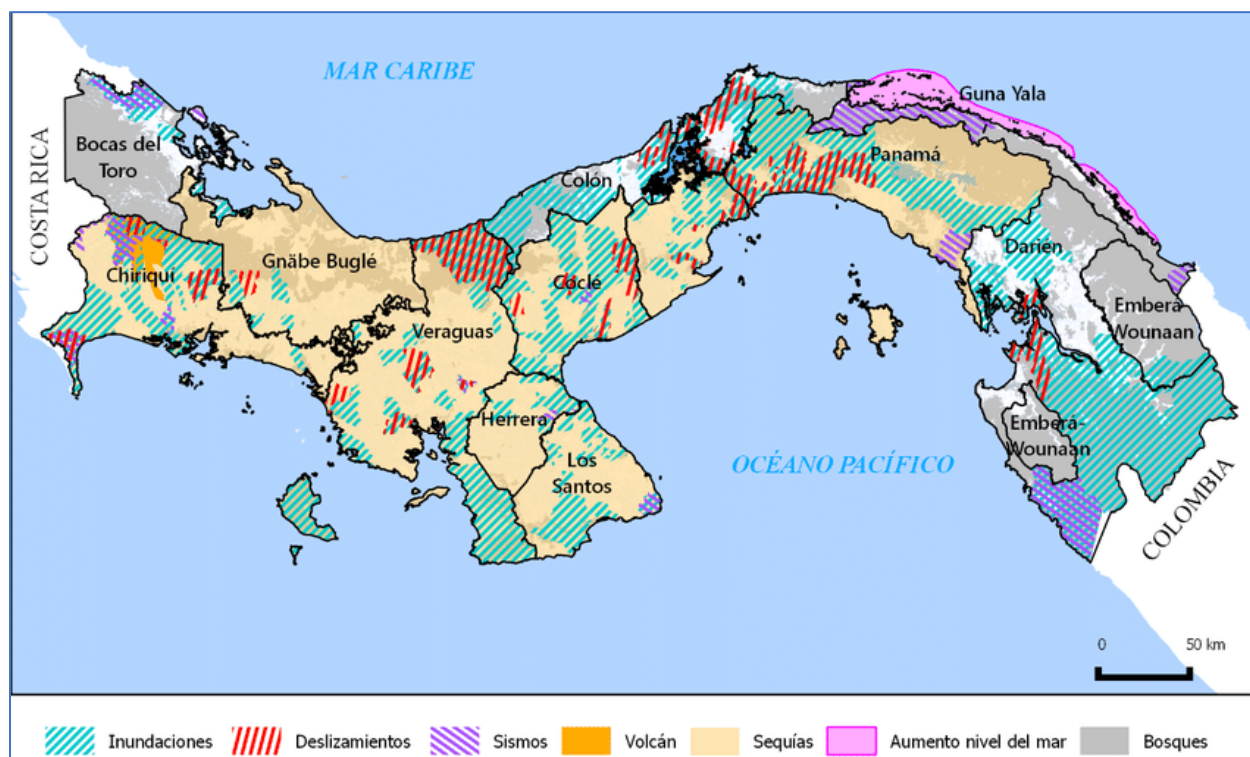 MAR CARIBE
Guna Yala
COSTA RICA
Bocas del
Toro
Panamá
Colón
Darién
Gnäbe Buglé
Chiriquí
Coclé
Emberá
Wounaan
Veraguas
Herrera
Emberá-
Wounaan
Los
Santos
OCÉANO PACÍFICO
COLOMBIA
0 50 km
Inundaciones Deslizamientos Sismos Volcán Sequías Aumento nivel del mar Bosques